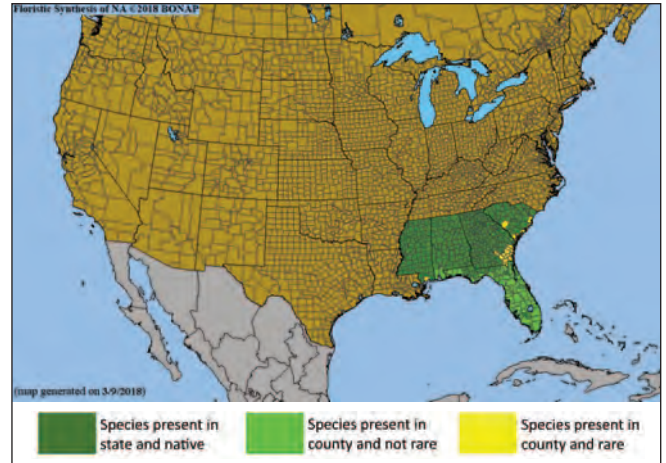 Floristic Synthesis of NA ©2018 BONAP
(map generated on 3/9/2018)
Species present in
state and native
Species present in
county and not rare
Species present in
county and rare